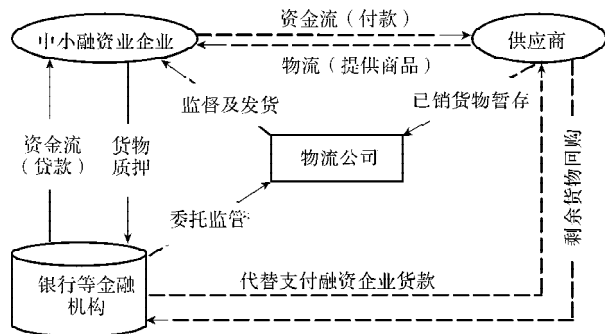 资金流（付款）
中小融资业企业
供应商
物流（提供商品）
监督及发货
已销货物暂存
资金流
（贷款）
货物
质押
物流公司
剩余货物回购
委托监管
银行等金融
机构
代替支付融资企业货款